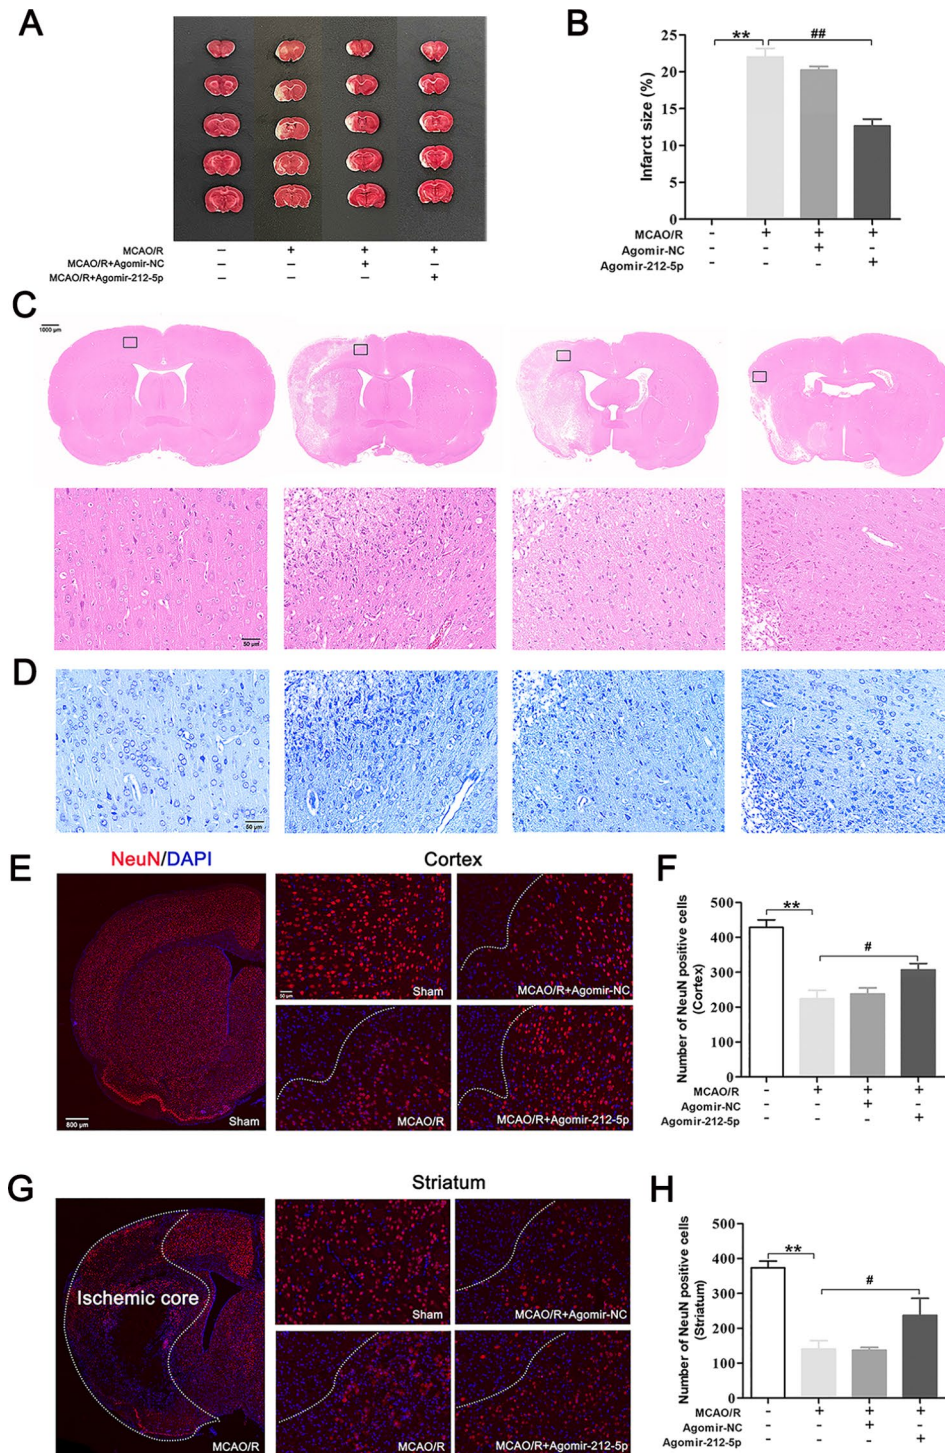 A
MCAO/R – + + +
MCAO/R+Agomir-NC – – + –
MCAO/R+Agomir-212-5p – – – +
B
Infarct size (%)
25
20
15
10
5
0
** ##
MCAO/R - + + +
Agomir-NC - - + -
Agomir-212-5p - - - +
C
1000 μm
50 μm
D
50 μm
E
NeuN/DAPI
Cortex
800 μm
Sham
50 μm
Sham
MCAO/R+Agomir-NC
MCAO/R
MCAO/R+Agomir-212-5p
F
Number of NeuN positive cells
(Cortex)
500
400
300
200
100
0
**
#
MCAO/R - + + +
Agomir-NC - - + -
Agomir-212-5p - - - +
G
Striatum
Ischemic core
MCAO/R
Sham
MCAO/R+Agomir-NC
MCAO/R
MCAO/R+Agomir-212-5p
H
Number of NeuN positive cells
(Striatum)
500
400
300
200
100
0
**
#
MCAO/R - + + +
Agomir-NC - - + -
Agomir-212-5p - - - +